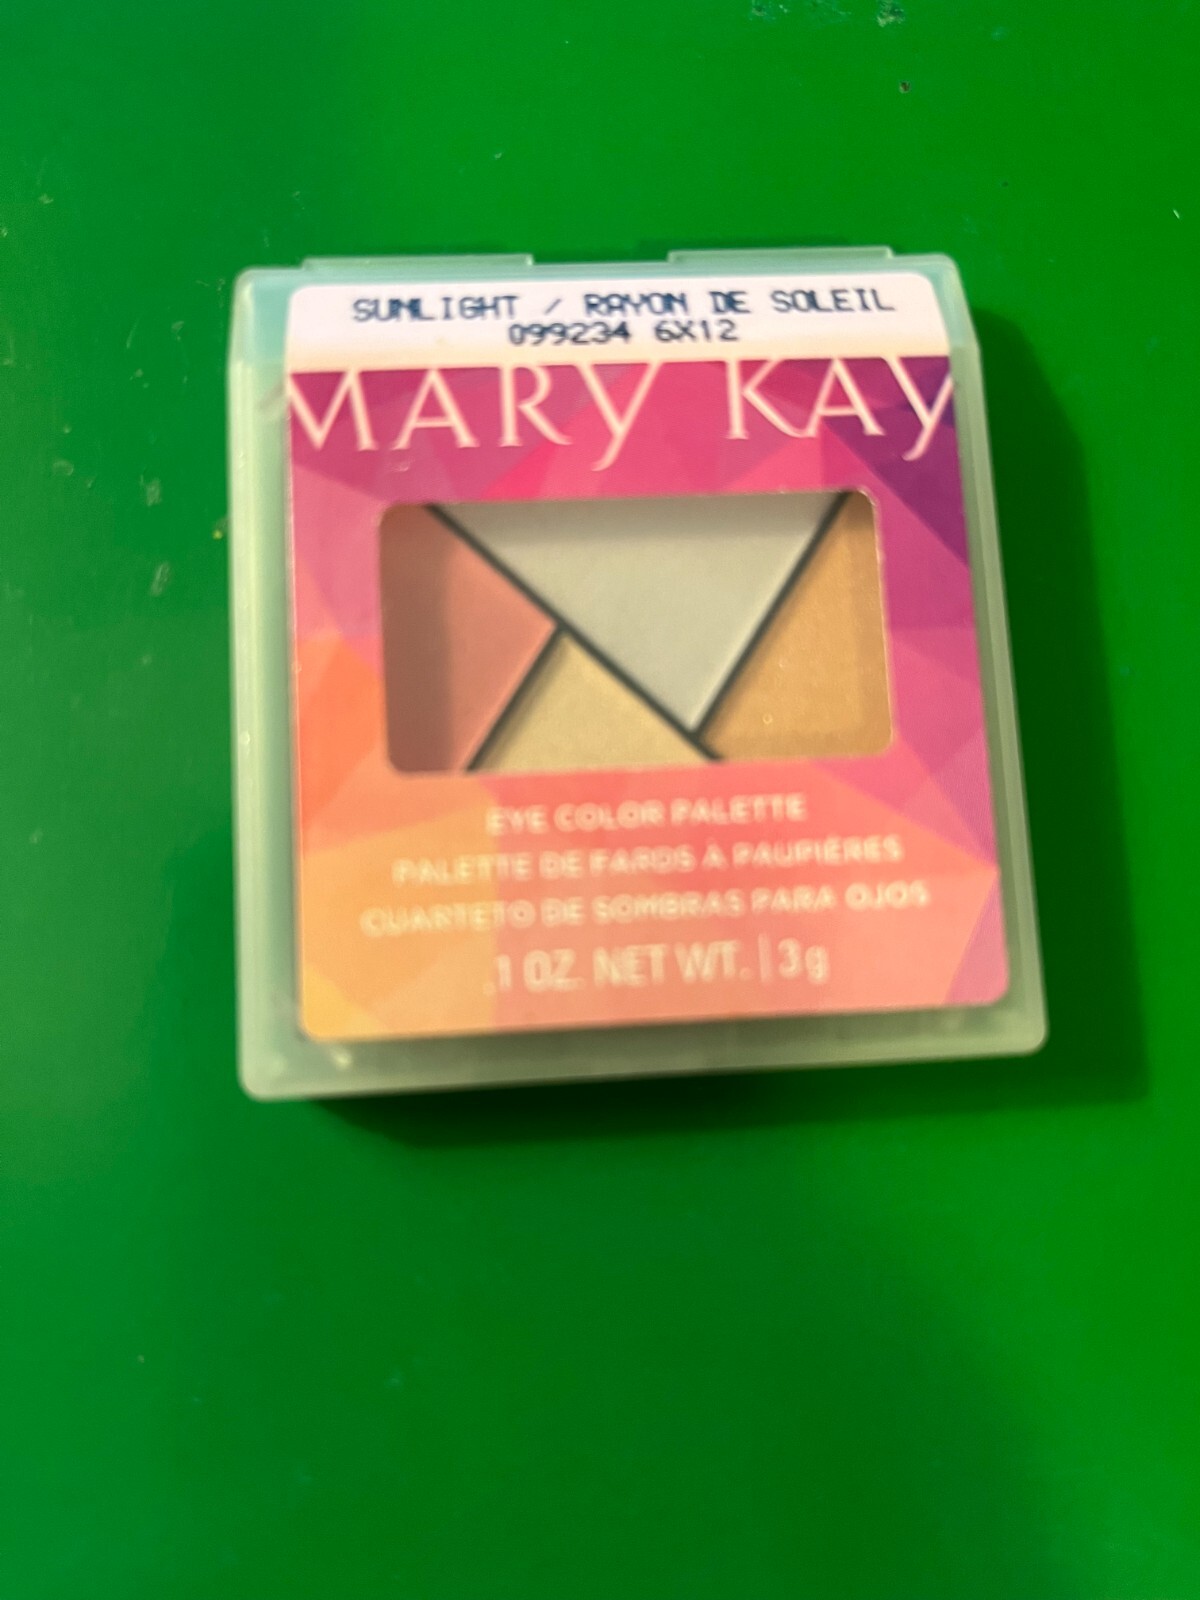 SUNLIGHT / RAYON DE SOLEIL
099234 6X12
MARY KAY
EYE COLOR PALETTE
PALETTE DE FARDS À PAUPIÈRES
CUARTETO DE SOMBRAS PARA OJOS
.1 OZ. NET WT. | 3 g